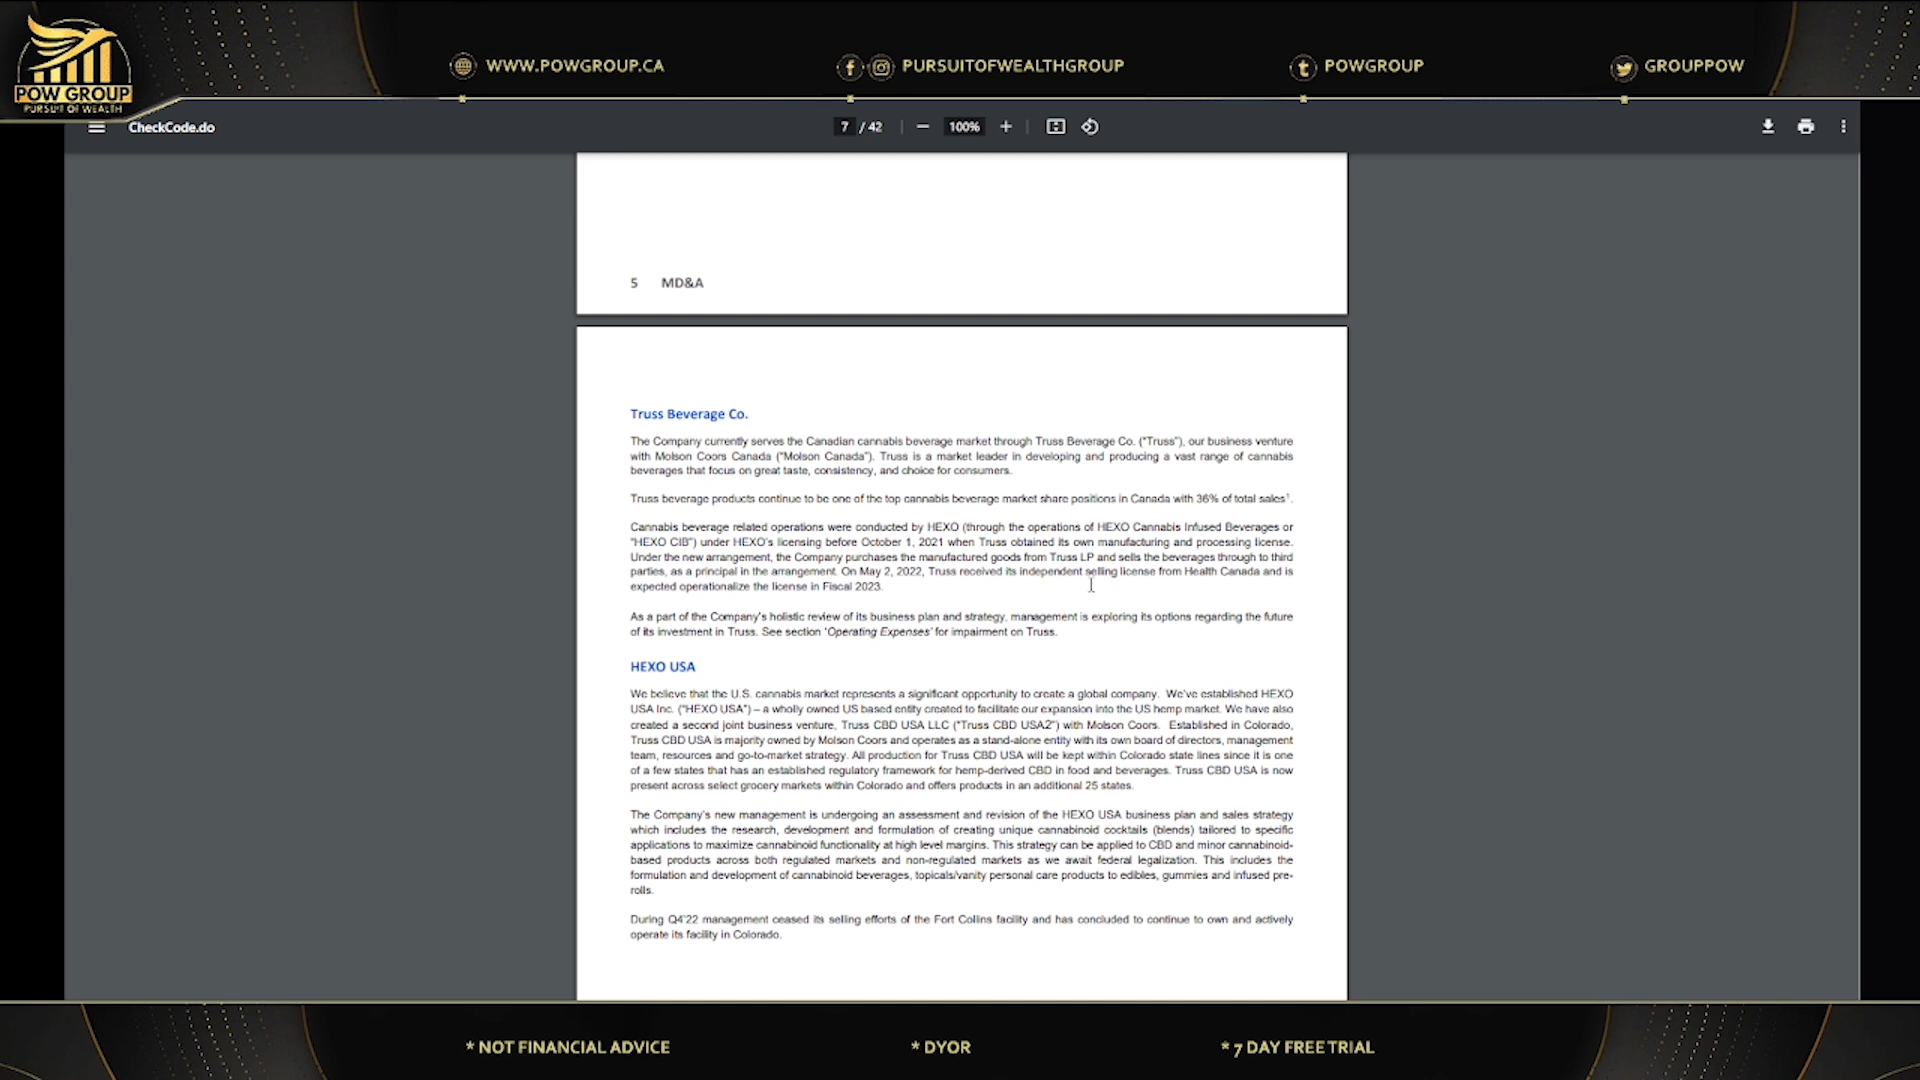 POW GROUP
PURSUIT OF WEALTH
WWW.POWGROUP.CA
PURSUITOFWEALTHGROUP
POWGROUP
GROUPPOW
CheckCode.do
7 / 42
100%
5 MD&A
Truss Beverage Co.
The Company currently serves the Canadian cannabis beverage market through Truss Beverage Co. ("Truss"), our business venture
with Molson Coors Canada ("Molson Canada"). Truss is a market leader in developing and producing a vast range of cannabis
beverages that focus on great taste, consistency, and choice for consumers.
Truss beverage products continue to be one of the top cannabis beverage market share positions in Canada with 36% of total sales¹.
Cannabis beverage related operations were conducted by HEXO (through the operations of HEXO Cannabis Infused Beverages or
"HEXO CIB") under HEXO's licensing before October 1, 2021 when Truss obtained its own manufacturing and processing license.
Under the new arrangement, the Company purchases the manufactured goods from Truss LP and sells the beverages through to third
parties, as a principal in the arrangement. On May 2, 2022, Truss received its independent selling license from Health Canada and is
expected operationalize the license in Fiscal 2023.
As a part of the Company's holistic review of its business plan and strategy, management is exploring its options regarding the future
of its investment in Truss. See section 'Operating Expenses' for impairment on Truss.
HEXO USA
We believe that the U.S. cannabis market represents a significant opportunity to create a global company. We've established HEXO
USA Inc. ("HEXO USA") – a wholly owned US based entity created to facilitate our expansion into the US hemp market. We have also
created a second joint business venture, Truss CBD USA LLC ("Truss CBD USA2") with Molson Coors. Established in Colorado,
Truss CBD USA is majority owned by Molson Coors and operates as a stand-alone entity with its own board of directors, management
team, resources and go-to-market strategy. All production for Truss CBD USA will be kept within Colorado state lines since it is one
of a few states that has an established regulatory framework for hemp-derived CBD in food and beverages. Truss CBD USA is now
present across select grocery markets within Colorado and offers products in an additional 25 states.
The Company's new management is undergoing an assessment and revision of the HEXO USA business plan and sales strategy
which includes the research, development and formulation of creating unique cannabinoid cocktails (blends) tailored to specific
applications to maximize cannabinoid functionality at high level margins. This strategy can be applied to CBD and minor cannabinoid-
based products across both regulated markets and non-regulated markets as we await federal legalization. This includes the
formulation and development of cannabinoid beverages, topicals/vanity personal care products to edibles, gummies and infused pre-
rolls.
During Q4'22 management ceased its selling efforts of the Fort Collins facility and has concluded to continue to own and actively
operate its facility in Colorado.
* NOT FINANCIAL ADVICE
* DYOR
* 7 DAY FREE TRIAL